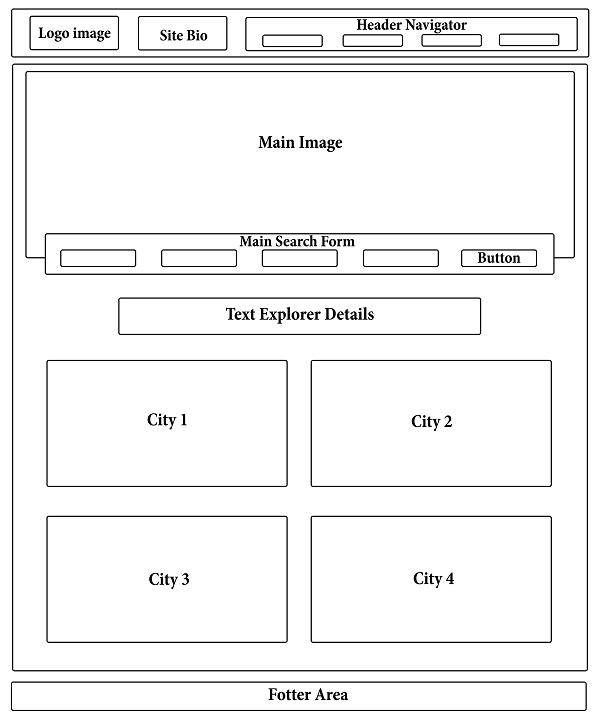 Logo image
Site Bio
Header Navigator
Main Image
Main Search Form
Button
Text Explorer Details
City 1
City 2
City 3
City 4
Fotter Area